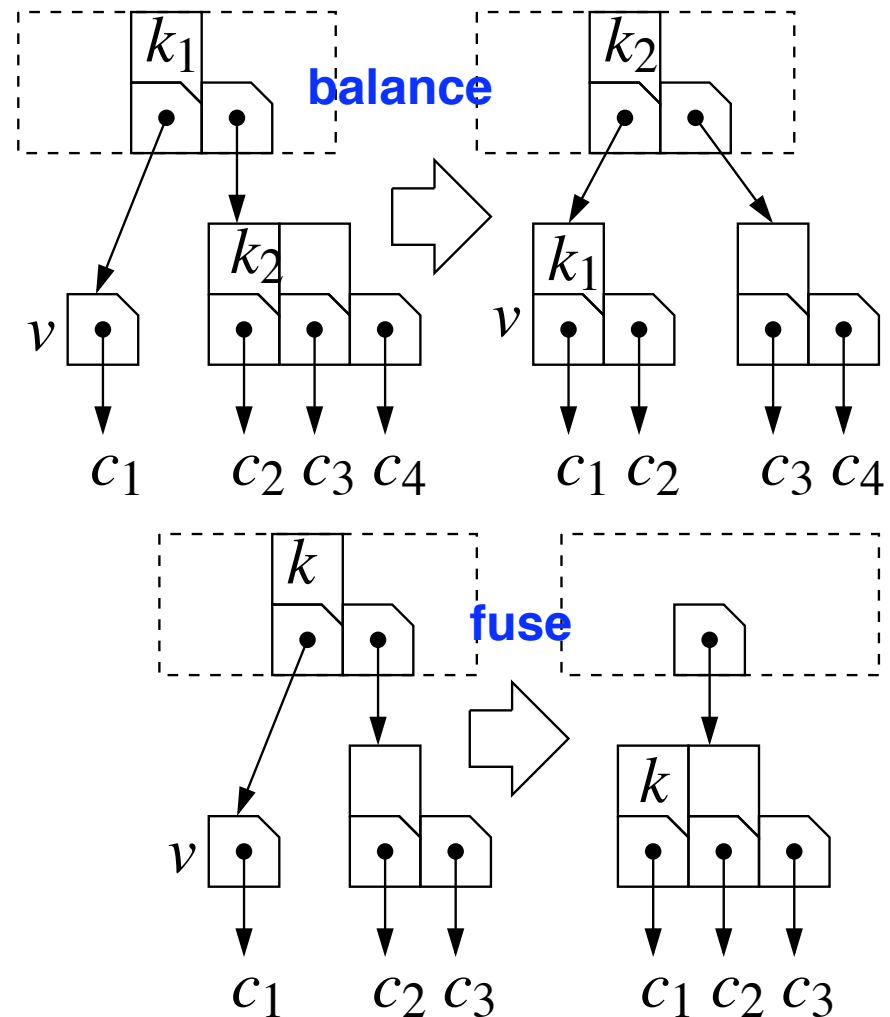 k1 balance k2
k2 k1
v v
c1 c2 c3 c4 c1 c2 c3 c4
k fuse
k
v
c1 c2 c3 c1 c2 c3